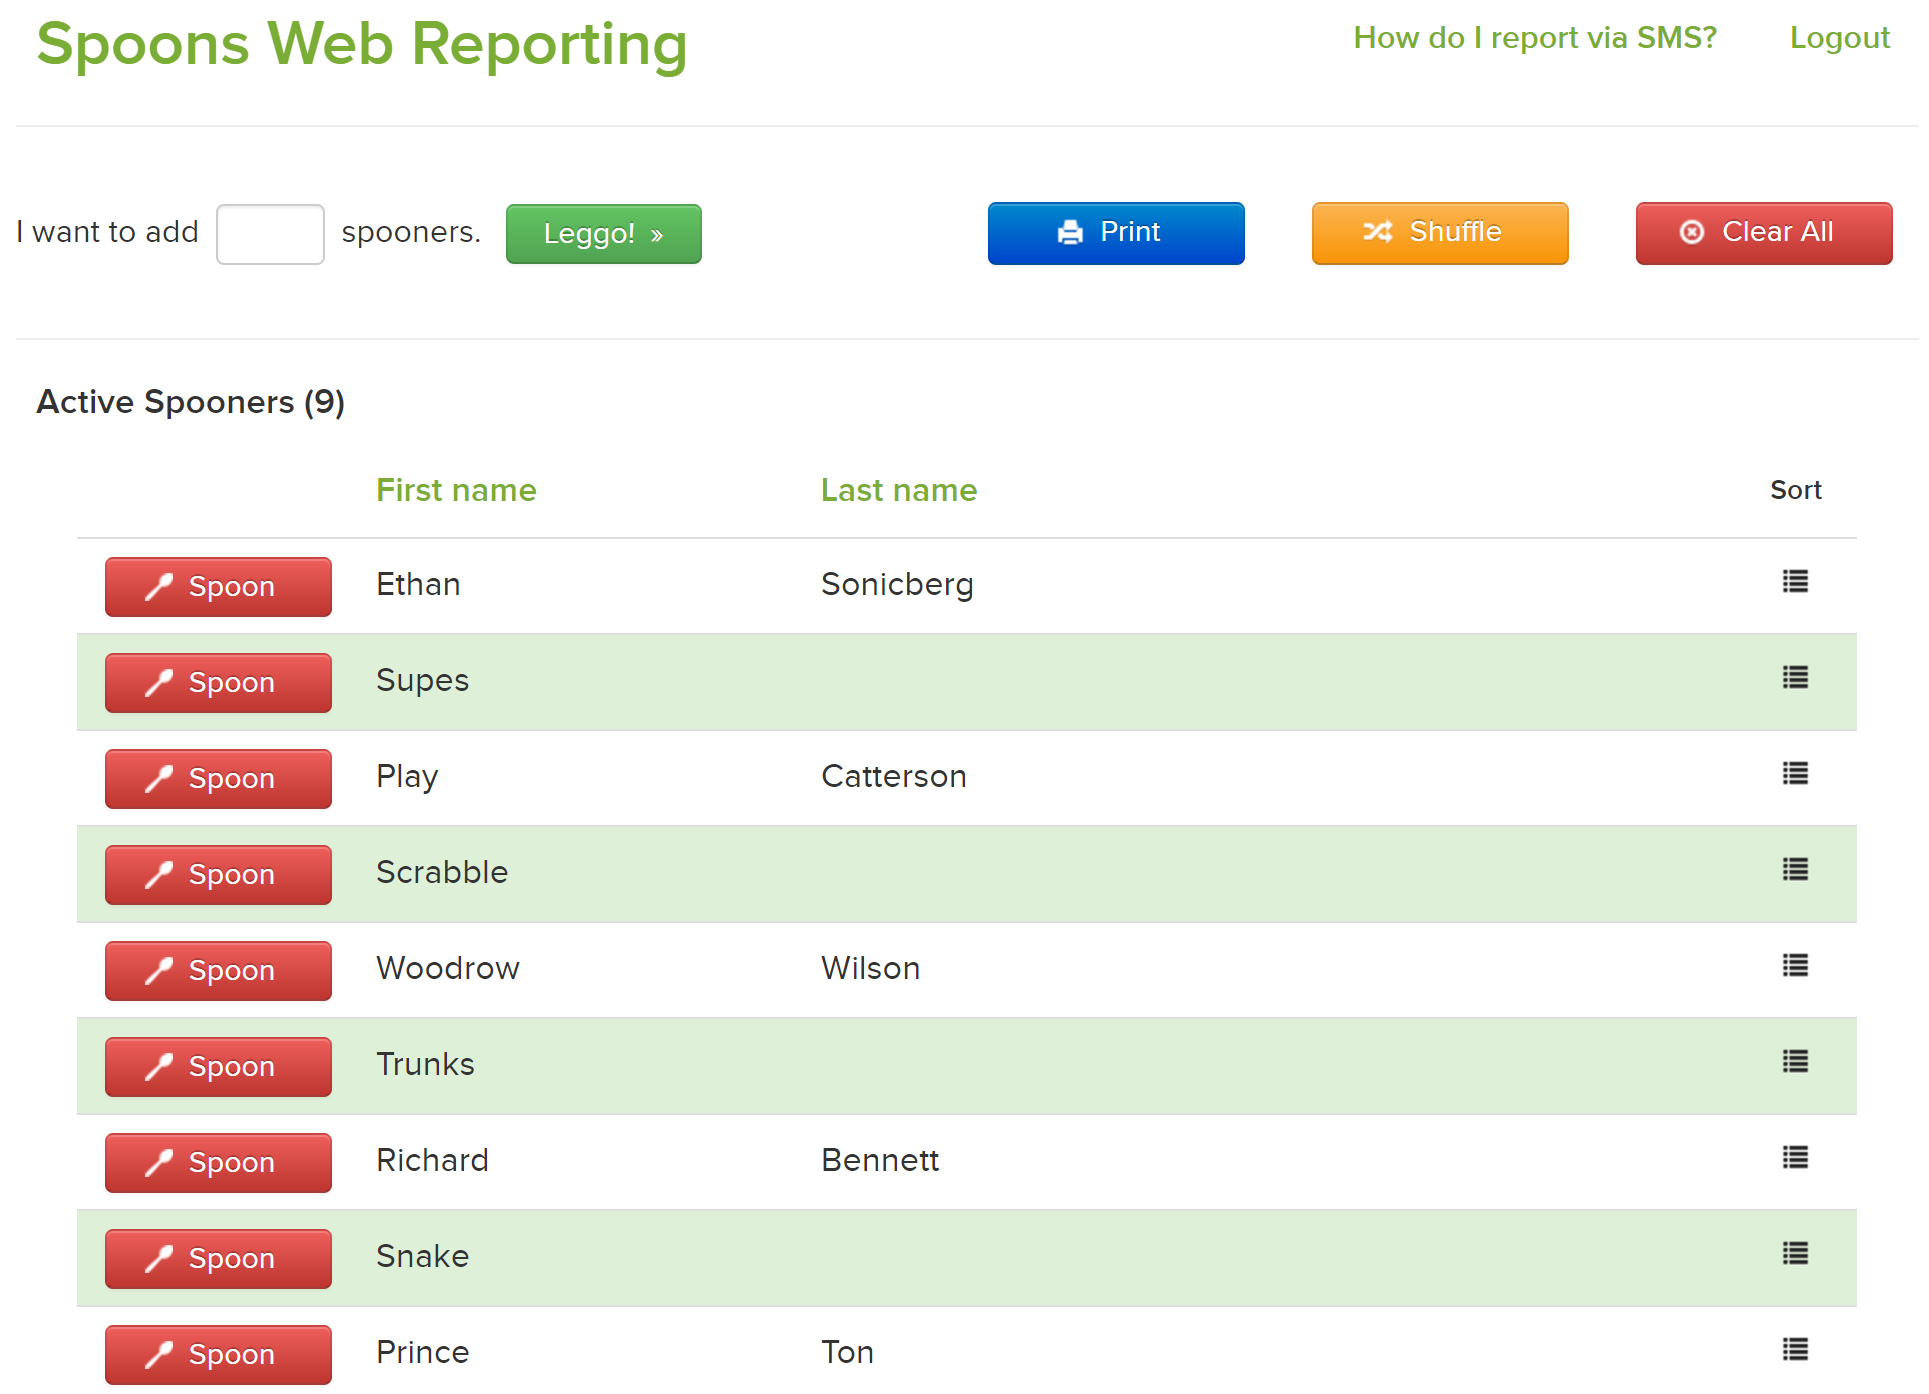 Spoons Web Reporting
How do I report via SMS? Logout
I want to add spooners. Leggo! » Print Shuffle Clear All
Active Spooners (9)
First name Last name Sort
Spoon Ethan Sonicberg
Spoon Supes
Spoon Play Catterson
Spoon Scrabble
Spoon Woodrow Wilson
Spoon Trunks
Spoon Richard Bennett
Spoon Snake
Spoon Prince Ton